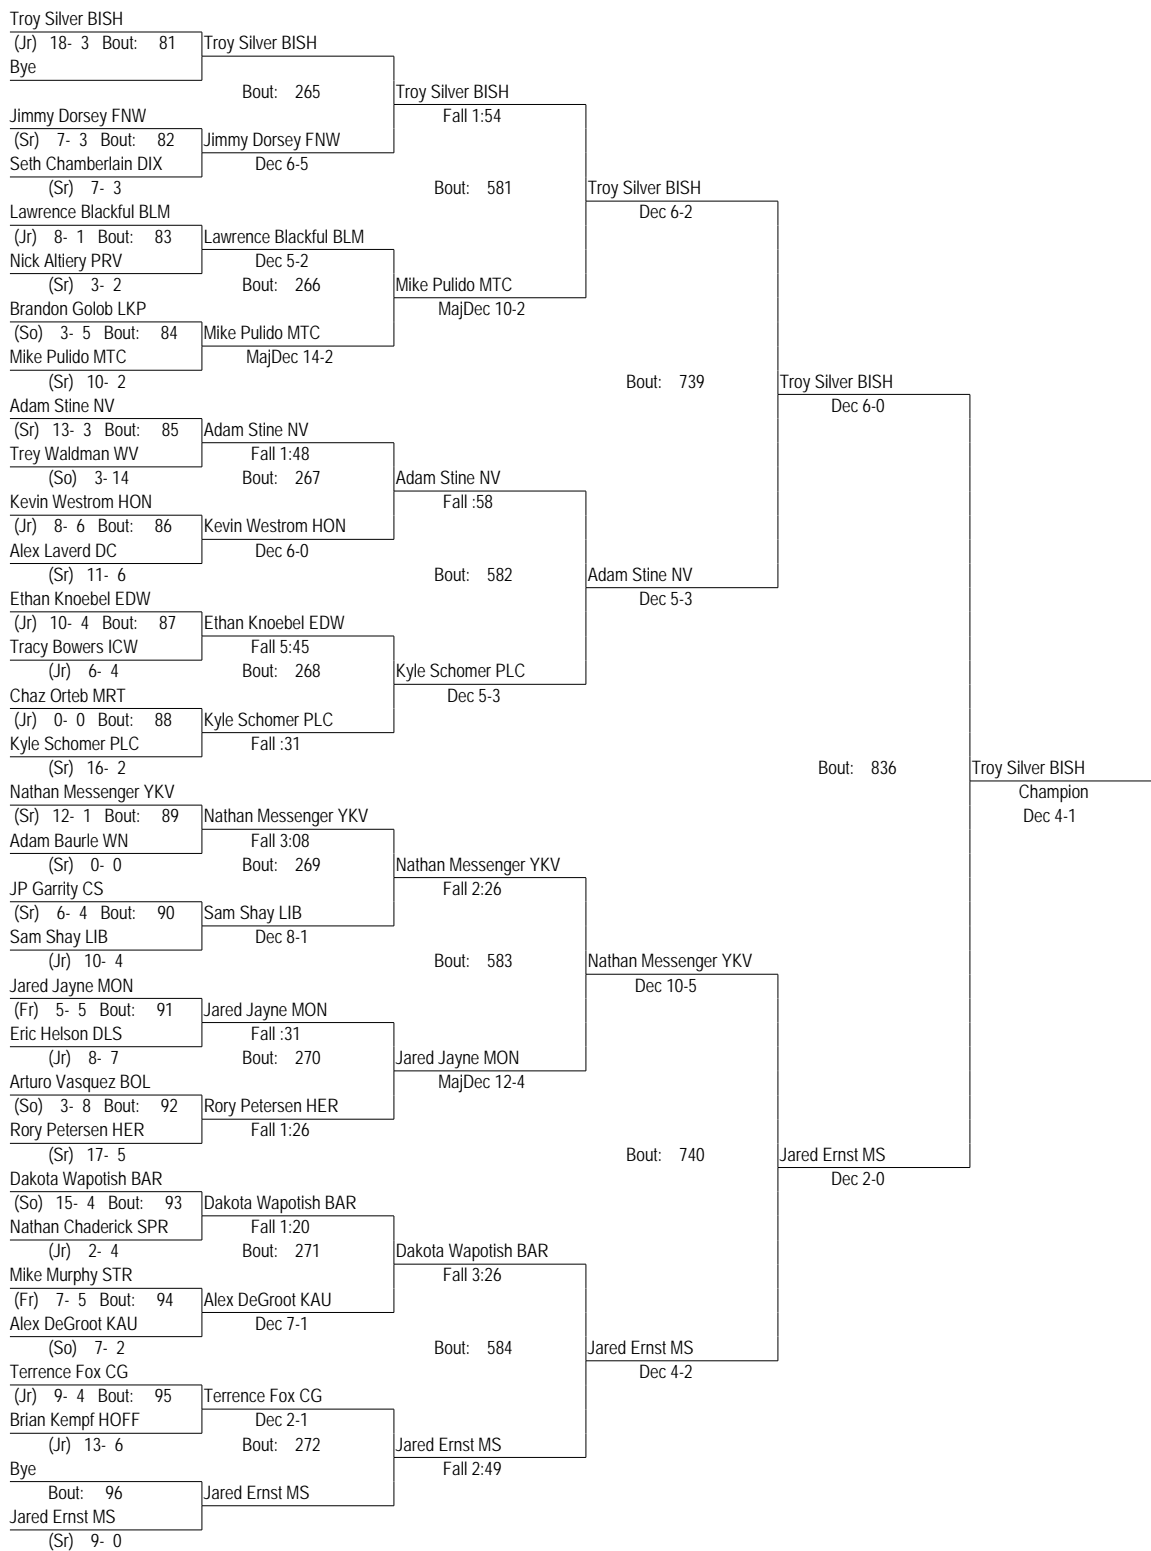 Troy Silver BISH
(Jr) 18- 3 Bout: 81 Troy Silver BISH
Bye
Bout: 265 Troy Silver BISH
Jimmy Dorsey FNW Fall 1:54
(Sr) 7- 3 Bout: 82 Jimmy Dorsey FNW
Seth Chamberlain DIX Dec 6-5
(Sr) 7- 3 Bout: 581 Troy Silver BISH
Lawrence Blackful BLM Dec 6-2
(Jr) 8- 1 Bout: 83 Lawrence Blackful BLM
Nick Altiery PRV Dec 5-2
(Sr) 3- 2 Bout: 266 Mike Pulido MTC
Brandon Golob LKP MajDec 10-2
(So) 3- 5 Bout: 84 Mike Pulido MTC
Mike Pulido MTC MajDec 14-2
(Sr) 10- 2 Bout: 739 Troy Silver BISH
Adam Stine NV Dec 6-0
(Sr) 13- 3 Bout: 85 Adam Stine NV
Trey Waldman WV Fall 1:48
(So) 3- 14 Bout: 267 Adam Stine NV
Kevin Westrom HON Fall :58
(Jr) 8- 6 Bout: 86 Kevin Westrom HON
Alex Laverd DC Dec 6-0
(Sr) 11- 6 Bout: 582 Adam Stine NV
Ethan Knoebel EDW Dec 5-3
(Jr) 10- 4 Bout: 87 Ethan Knoebel EDW
Tracy Bowers ICW Fall 5:45
(Jr) 6- 4 Bout: 268 Kyle Schomer PLC
Chaz Orteb MRT Dec 5-3
(Jr) 0- 0 Bout: 88 Kyle Schomer PLC
Kyle Schomer PLC Fall :31
(Sr) 16- 2 Bout: 836 Troy Silver BISH
Nathan Messenger YKV Champion
(Sr) 12- 1 Bout: 89 Nathan Messenger YKV Dec 4-1
Adam Baurle WN Fall 3:08
(Sr) 0- 0 Bout: 269 Nathan Messenger YKV
JP Garrity CS Fall 2:26
(Sr) 6- 4 Bout: 90 Sam Shay LIB
Sam Shay LIB Dec 8-1
(Jr) 10- 4 Bout: 583 Nathan Messenger YKV
Jared Jayne MON Dec 10-5
(Fr) 5- 5 Bout: 91 Jared Jayne MON
Eric Helson DLS Fall :31
(Jr) 8- 7 Bout: 270 Jared Jayne MON
Arturo Vasquez BOL MajDec 12-4
(So) 3- 8 Bout: 92 Rory Petersen HER
Rory Petersen HER Fall 1:26
(Sr) 17- 5 Bout: 740 Jared Ernst MS
Dakota Wapotish BAR Dec 2-0
(So) 15- 4 Bout: 93 Dakota Wapotish BAR
Nathan Chaderick SPR Fall 1:20
(Jr) 2- 4 Bout: 271 Dakota Wapotish BAR
Mike Murphy STR Fall 3:26
(Fr) 7- 5 Bout: 94 Alex DeGroot KAU
Alex DeGroot KAU Dec 7-1
(So) 7- 2 Bout: 584 Jared Ernst MS
Terrence Fox CG Dec 4-2
(Jr) 9- 4 Bout: 95 Terrence Fox CG
Brian Kempf HOFF Dec 2-1
(Jr) 13- 6 Bout: 272 Jared Ernst MS
Bye Fall 2:49
Bout: 96 Jared Ernst MS
Jared Ernst MS
(Sr) 9- 0